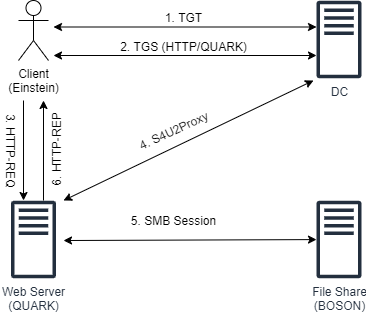 1. TGT
2. TGS (HTTP/QUARK)
Client
(Einstein)
DC
3. HTTP-REQ
6. HTTP-REP
4. S4U2Proxy
5. SMB Session
Web Server
(QUARK)
File Share
(BOSON)